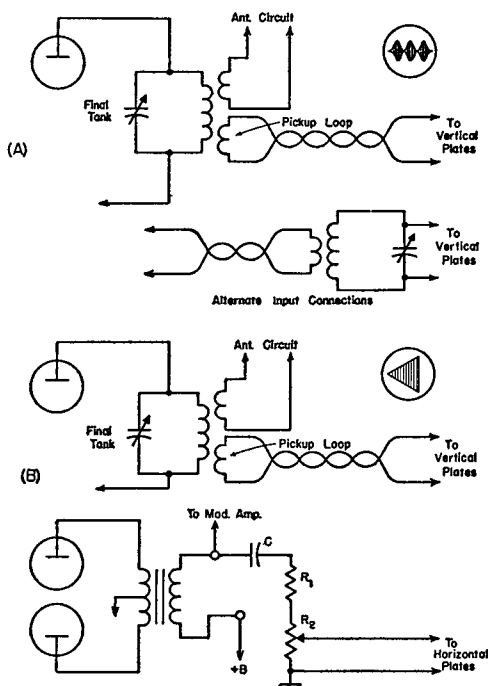 Ant. Circuit
Final
Tank
Pickup Loop
To
Vertical
Plates
(A)
To
Vertical
Plates
Alternate Input Connections
Ant. Circuit
Final
Tank
Pickup Loop
To
Vertical
Plates
(B)
To Mod. Amp.
C
R1
R2
+B
To
Horizontal
Plates